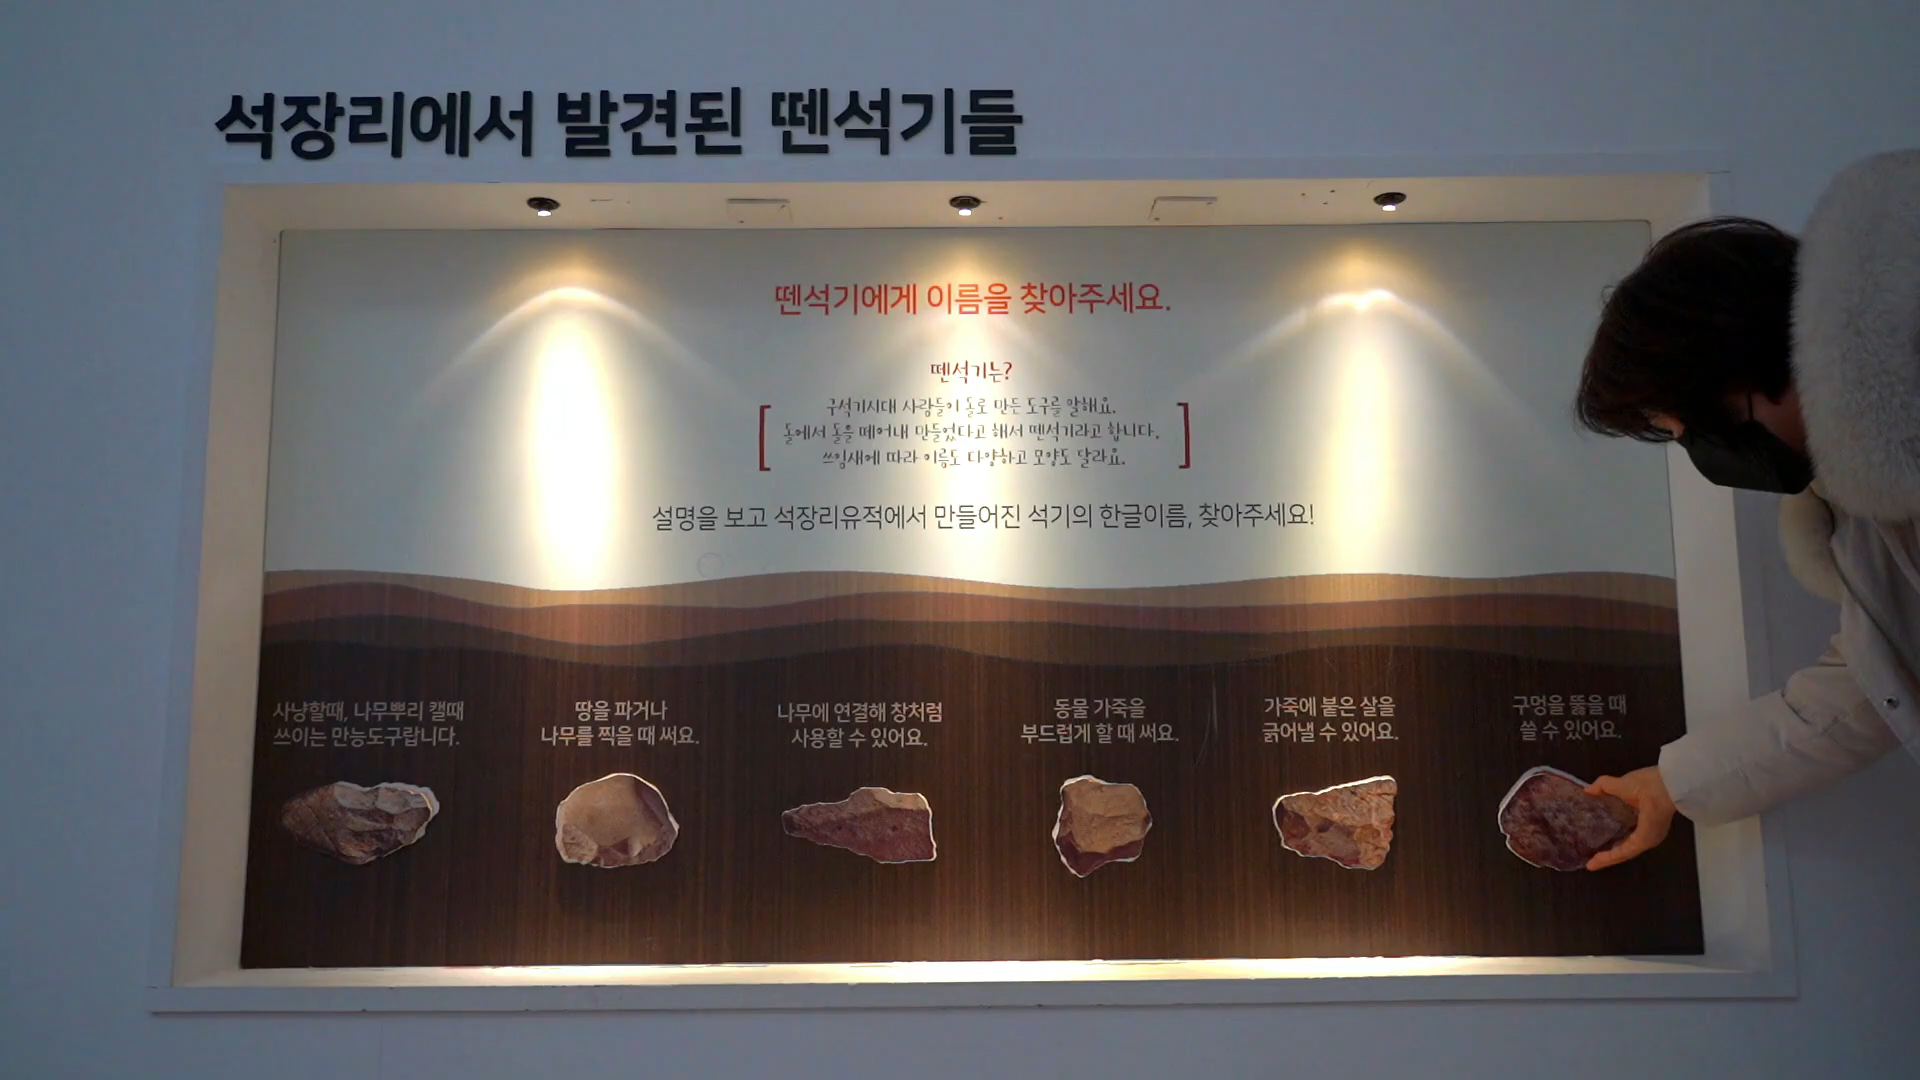 석장리에서 발견된 뗀석기들
뗀석기에게 이름을 찾아주세요.
뗀석기는?
구석기시대 사람들이 돌로 만든 도구를 말해요.
돌에서 돌을 떼어내 만들었다고 해서 뗀석기라고 합니다.
쓰임새에 따라 이름도 다양하고 모양도 달라요.
설명을 보고 석장리유적에서 만들어진 석기의 한글이름, 찾아주세요!
사냥할때, 나무뿌리 캘때
쓰이는 만능도구랍니다.
땅을 파거나
나무를 찍을 때 써요.
나무에 연결해 창처럼
사용할 수 있어요.
동물 가죽을
부드럽게 할 때 써요.
가죽에 붙은 살을
긁어낼 수 있어요.
구멍을 뚫을 때
쓸 수 있어요.